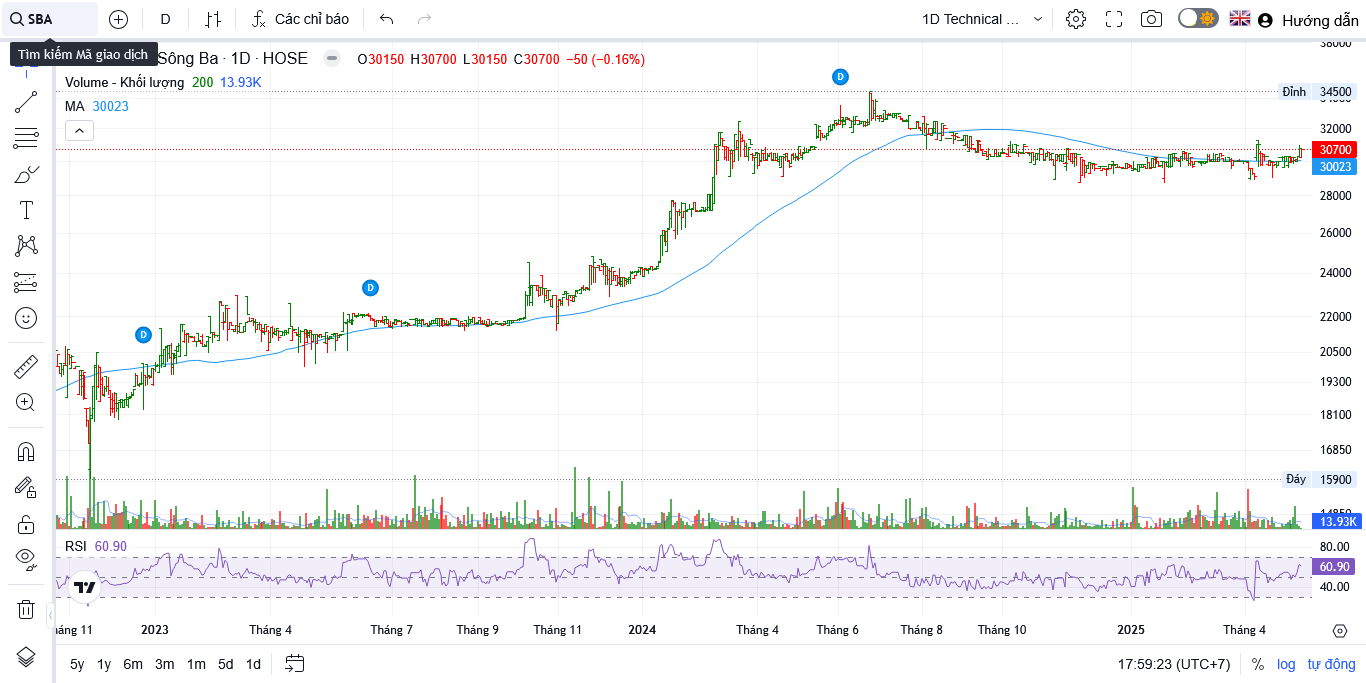 SBA
D
Các chỉ báo
1D Technical ...
Hướng dẫn
Tìm kiếm Mã giao dịch
Sông Ba · 1D · HOSE
O30150 H30700 L30150 C30700 −50 (−0.16%)
Volume - Khối lượng 200 13.93K
MA 30023
D
D
D
38000
Đỉnh 34500
32000
30700
30023
28000
26000
24000
22000
20500
19300
18100
16850
Đáy 15900
14850
13.93K
RSI 60.90
80.00
60.90
40.00
áng 11 2023 Tháng 4 Tháng 7 Tháng 9 Tháng 11 2024 Tháng 4 Tháng 6 Tháng 8 Tháng 10 2025 Tháng 4
5y 1y 6m 3m 1m 5d 1d
17:59:23 (UTC+7) % log tự động